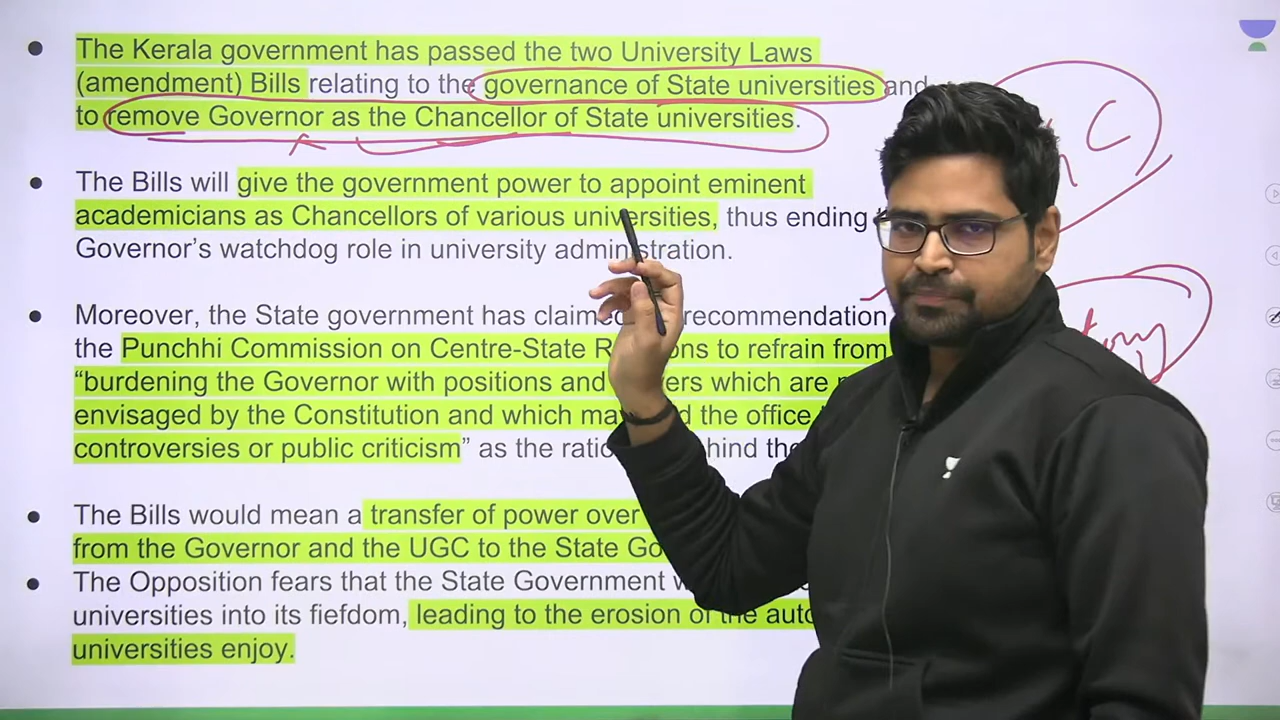 The Kerala government has passed the two University Laws
(amendment) Bills relating to the governance of State universities and
to remove Governor as the Chancellor of State universities.
The Bills will give the government power to appoint eminent
academicians as Chancellors of various universities, thus ending
Governor's watchdog role in university administration.
Moreover, the State government has claimed recommendation
the Punchhi Commission on Centre-State to refrain from
“burdening the Governor with positions and which are
envisaged by the Constitution and which the office
controversies or public criticism” as the
The Bills would mean a transfer of power over
from the Governor and the UGC to the State
The Opposition fears that the State Government
universities into its fiefdom, leading to the erosion of the
universities enjoy.
C